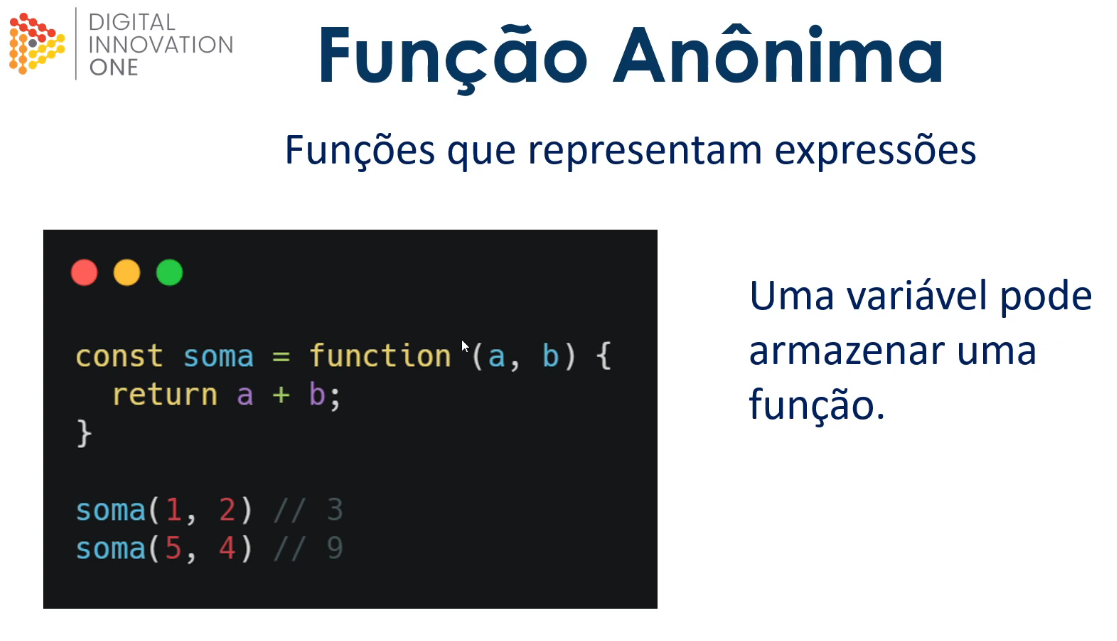 DIGITAL
INNOVATION
ONE
Função Anônima
Funções que representam expressões
const soma = function (a, b) {
  return a + b;
}
soma(1, 2) // 3
soma(5, 4) // 9
Uma variável pode
armazenar uma
função.